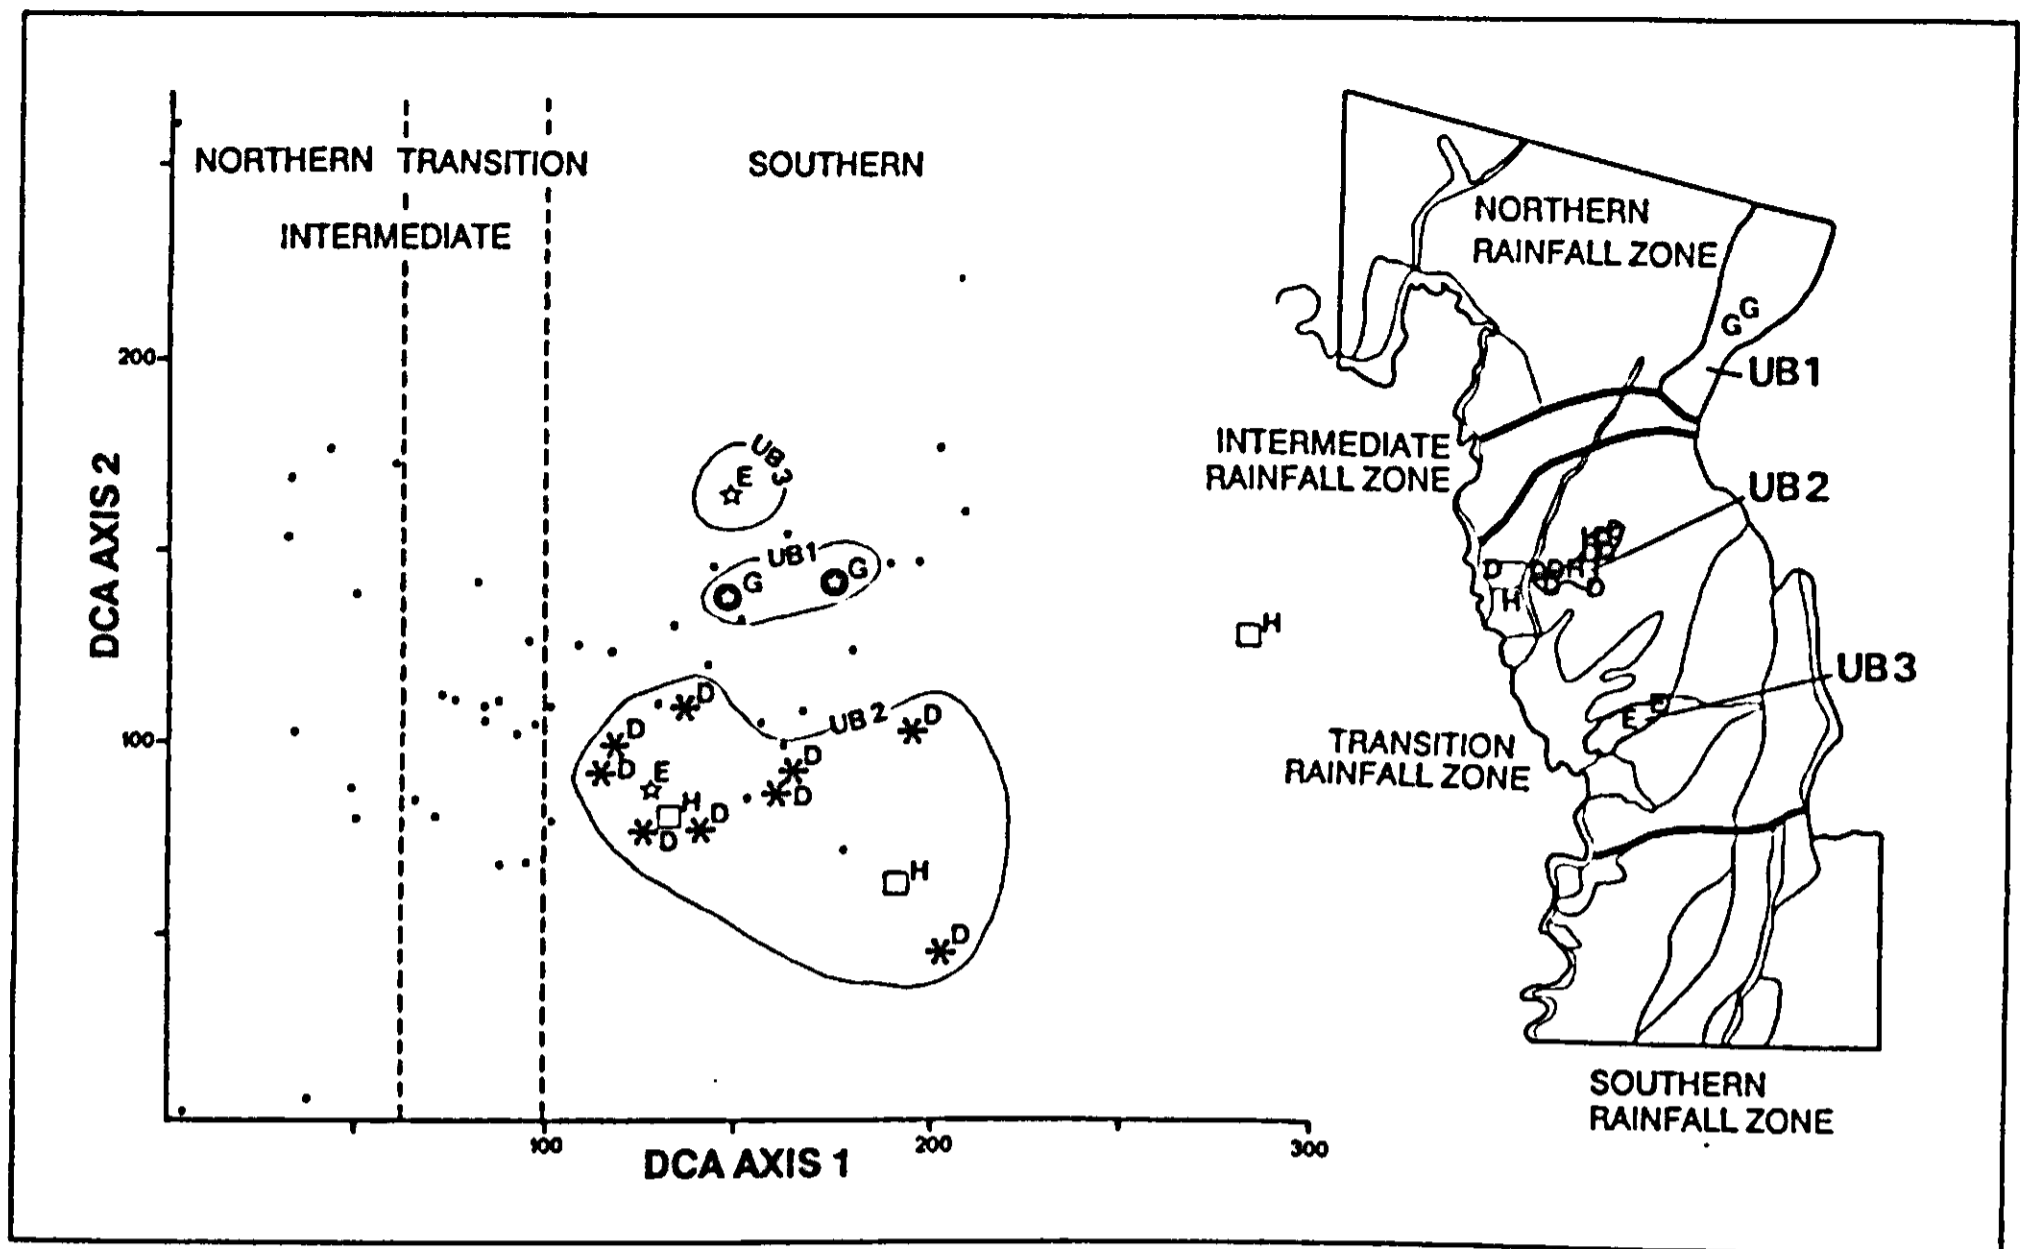 NORTHERN TRANSITION SOUTHERN
INTERMEDIATE
200
100
DCA AXIS 2
UB3
E
UB1
G
G
UB2
D
D
D
D
D
D
E
H
D
D
H
D
H
100
200
300
DCA AXIS 1
NORTHERN
RAINFALL ZONE
G
G
UB1
INTERMEDIATE
RAINFALL ZONE
UB2
D
H
UB3
E
E
TRANSITION
RAINFALL ZONE
SOUTHERN
RAINFALL ZONE